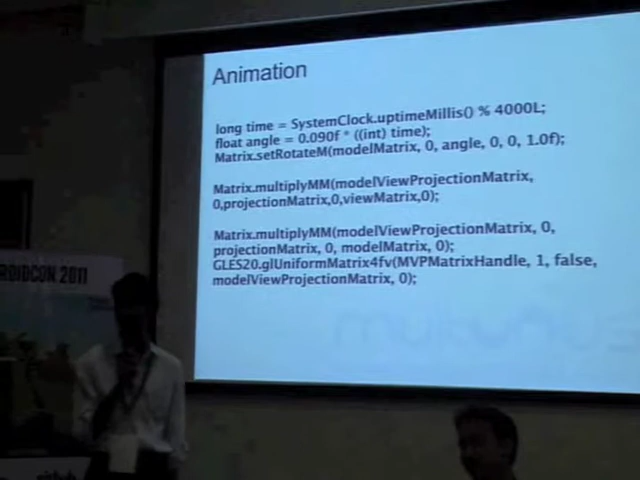 Animation
long time = SystemClock.uptimeMillis() % 4000L;
float angle = 0.090f * ((int) time);
Matrix.setRotateM(modelMatrix, 0, angle, 0, 0, 1.0f);
Matrix.multiplyMM(modelViewProjectionMatrix,
0,projectionMatrix,0,viewMatrix,0);
Matrix.multiplyMM(modelViewProjectionMatrix, 0,
projectionMatrix, 0, modelMatrix, 0);
GLES20.glUniformMatrix4fv(MVPMatrixHandle, 1, false,
modelViewProjectionMatrix, 0);
ROIDCON 2011